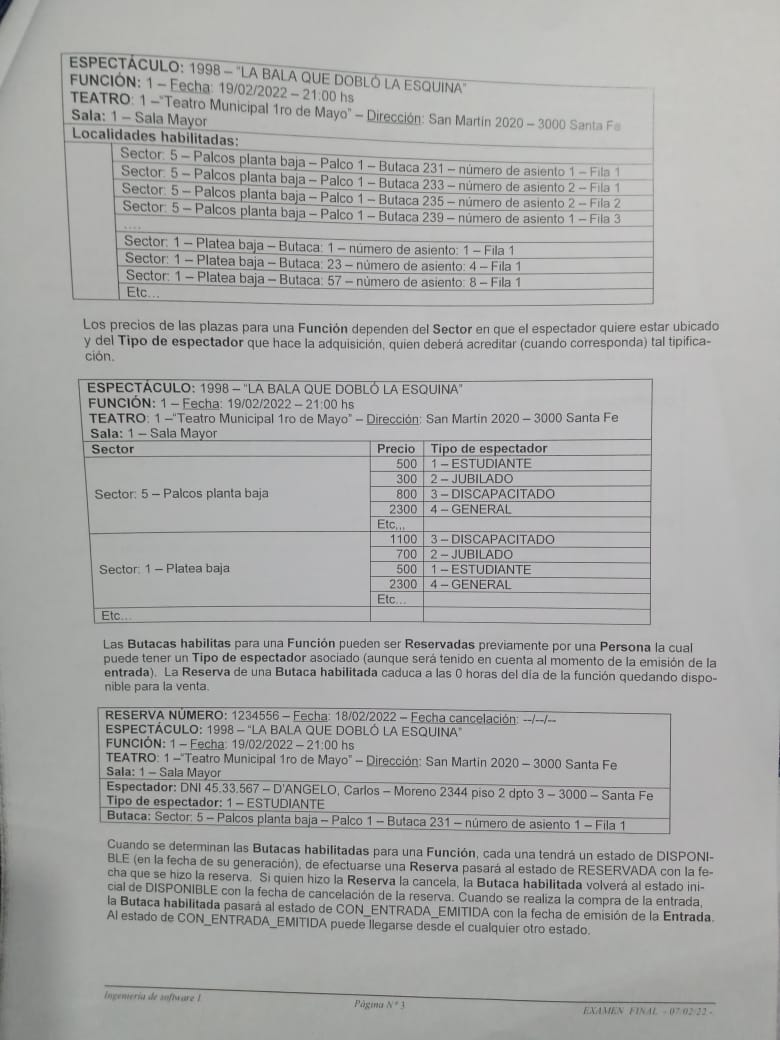 ESPECTÁCULO: 1998 – "LA BALA QUE DOBLÓ LA ESQUINA"
FUNCIÓN: 1 – Fecha: 19/02/2022 – 21:00 hs
TEATRO: 1 –"Teatro Municipal 1ro de Mayo" – Dirección: San Martín 2020 – 3000 Santa Fe
Sala: 1 – Sala Mayor
Localidades habilitadas:
Sector: 5 – Palcos planta baja – Palco 1 – Butaca 231 – número de asiento 1 – Fila 1
Sector: 5 – Palcos planta baja – Palco 1 – Butaca 233 – número de asiento 2 – Fila 1
Sector: 5 – Palcos planta baja – Palco 1 – Butaca 235 – número de asiento 2 – Fila 2
Sector: 5 – Palcos planta baja – Palco 1 – Butaca 239 – número de asiento 1 – Fila 3
....
Sector: 1 – Platea baja – Butaca: 1 – número de asiento: 1 – Fila 1
Sector: 1 – Platea baja – Butaca: 23 – número de asiento: 4 – Fila 1
Sector: 1 – Platea baja – Butaca: 57 – número de asiento: 8 – Fila 1
Etc...
Los precios de las plazas para una Función dependen del Sector en que el espectador quiere estar ubicado
y del Tipo de espectador que hace la adquisición, quien deberá acreditar (cuando corresponda) tal tipifica-
ción.
ESPECTÁCULO: 1998 – "LA BALA QUE DOBLÓ LA ESQUINA"
FUNCIÓN: 1 – Fecha: 19/02/2022 – 21:00 hs
TEATRO: 1 –"Teatro Municipal 1ro de Mayo" – Dirección: San Martín 2020 – 3000 Santa Fe
Sala: 1 – Sala Mayor
Sector Precio Tipo de espectador
500 1 – ESTUDIANTE
300 2 – JUBILADO
Sector: 5 – Palcos planta baja 800 3 – DISCAPACITADO
2300 4 – GENERAL
Etc...
1100 3 – DISCAPACITADO
700 2 – JUBILADO
Sector: 1 – Platea baja 500 1 – ESTUDIANTE
2300 4 – GENERAL
Etc...
Etc...
Las Butacas habilitas para una Función pueden ser Reservadas previamente por una Persona la cual
puede tener un Tipo de espectador asociado (aunque será tenido en cuenta al momento de la emisión de la
entrada). La Reserva de una Butaca habilitada caduca a las 0 horas del día de la función quedando dispo-
nible para la venta.
RESERVA NÚMERO: 1234556 – Fecha: 18/02/2022 – Fecha cancelación: --/--/--
ESPECTÁCULO: 1998 – "LA BALA QUE DOBLÓ LA ESQUINA"
FUNCIÓN: 1 – Fecha: 19/02/2022 – 21:00 hs
TEATRO: 1 –"Teatro Municipal 1ro de Mayo" – Dirección: San Martín 2020 – 3000 Santa Fe
Sala: 1 – Sala Mayor
Espectador: DNI 45.33.567 – D'ANGELO, Carlos – Moreno 2344 piso 2 dpto 3 – 3000 – Santa Fe
Tipo de espectador: 1 – ESTUDIANTE
Butaca: Sector: 5 – Palcos planta baja – Palco 1 – Butaca 231 – número de asiento 1 – Fila 1
Cuando se determinan las Butacas habilitadas para una Función, cada una tendrá un estado de DISPONI-
BLE (en la fecha de su generación), de efectuarse una Reserva pasará al estado de RESERVADA con la fe-
cha que se hizo la reserva. Si quien hizo la Reserva la cancela, la Butaca habilitada volverá al estado ini-
cial de DISPONIBLE con la fecha de cancelación de la reserva. Cuando se realiza la compra de la entrada,
la Butaca habilitada pasará al estado de CON_ENTRADA_EMITIDA con la fecha de emisión de la Entrada.
Al estado de CON_ENTRADA_EMITIDA puede llegarse desde el cualquier otro estado.
Ingeniería de software I
Página N° 3
EXAMEN FINAL - 07/02/22 -